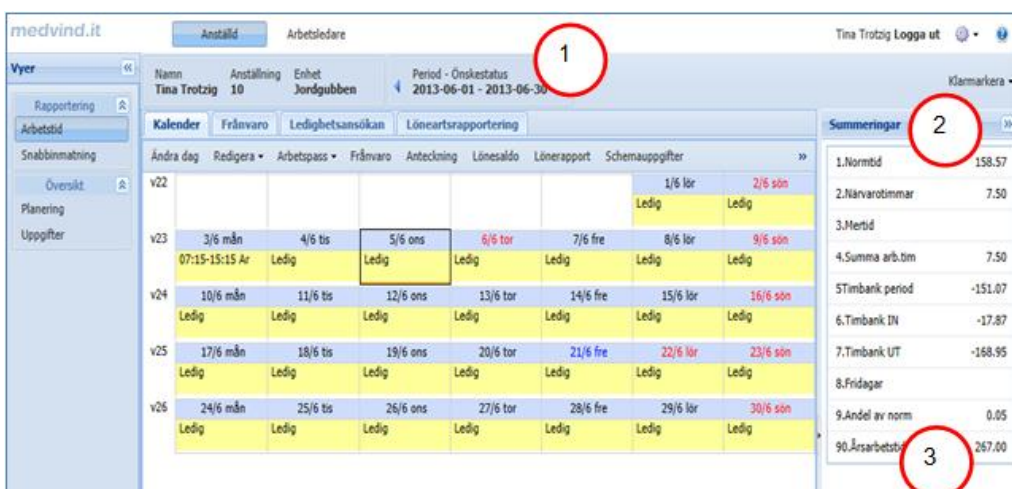 medvind.it Anställd Arbetsledare Tina Trotzig Logga ut
1
Vyer
Namn Anställning Enhet Period - Önskestatus
Tina Trotzig 10 Jordgubben 2013-06-01 - 2013-06-30 Klarmarkera
Rapportering
Arbetstid
Snabbinmatning
Översikt
Planering
Uppgifter
Kalender Frånvaro Ledighetsansökan Löneartsrapportering
Ändra dag Redigera Arbetspass Frånvaro Anteckning Lönesaldo Lönerapport Schemauppgifter »
v22 1/6 lör 2/6 sön
Ledig Ledig
v23 3/6 mån 4/6 tis 5/6 ons 6/6 tor 7/6 fre 8/6 lör 9/6 sön
07:15-15:15 Ar Ledig Ledig Ledig Ledig Ledig Ledig
v24 10/6 mån 11/6 tis 12/6 ons 13/6 tor 14/6 fre 15/6 lör 16/6 sön
Ledig Ledig Ledig Ledig Ledig Ledig Ledig
v25 17/6 mån 18/6 tis 19/6 ons 20/6 tor 21/6 fre 22/6 lör 23/6 sön
Ledig Ledig Ledig Ledig Ledig Ledig Ledig
v26 24/6 mån 25/6 tis 26/6 ons 27/6 tor 28/6 fre 29/6 lör 30/6 sön
Ledig Ledig Ledig Ledig Ledig Ledig Ledig
Summeringar
2
1.Normtid 158.57
2.Närvarotimmar 7.50
3.Mertid
4.Summa arb.tim 7.50
5Timbank period -151.07
6.Timbank IN -17.87
7.Timbank UT -168.95
8.Fridagar
9.Andel av norm 0.05
90.Årsarbetstid 267.00
3